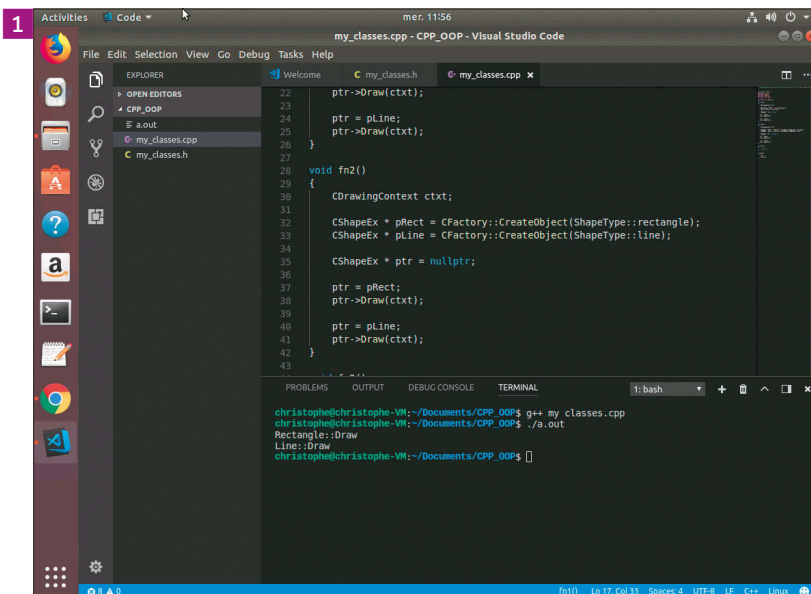 1
Activities Code mer. 11:56
my_classes.cpp - CPP_OOP - Visual Studio Code
File Edit Selection View Go Debug Tasks Help
EXPLORER
OPEN EDITORS
CPP_OOP
a.out
my_classes.cpp
my_classes.h
Welcome my_classes.h my_classes.cpp
22 ptr->Draw(ctxt);
23
24 ptr = pLine;
25 ptr->Draw(ctxt);
26 }
27
28 void fn2()
29 {
30 CDrawingContext ctxt;
31
32 CShapeEx * pRect = CFactory::CreateObject(ShapeType::rectangle);
33 CShapeEx * pLine = CFactory::CreateObject(ShapeType::line);
34
35 CShapeEx * ptr = nullptr;
36
37 ptr = pRect;
38 ptr->Draw(ctxt);
39
40 ptr = pLine;
41 ptr->Draw(ctxt);
42 }
43
PROBLEMS OUTPUT DEBUG CONSOLE TERMINAL 1: bash
christophe@christophe-VM:~/Documents/CPP_OOP$ g++ my_classes.cpp
christophe@christophe-VM:~/Documents/CPP_OOP$ ./a.out
Rectangle::Draw
Line::Draw
christophe@christophe-VM:~/Documents/CPP_OOP$
8 0 fn1() Ln 17, Col 33 Spaces: 4 UTF-8 LF C++ Linux